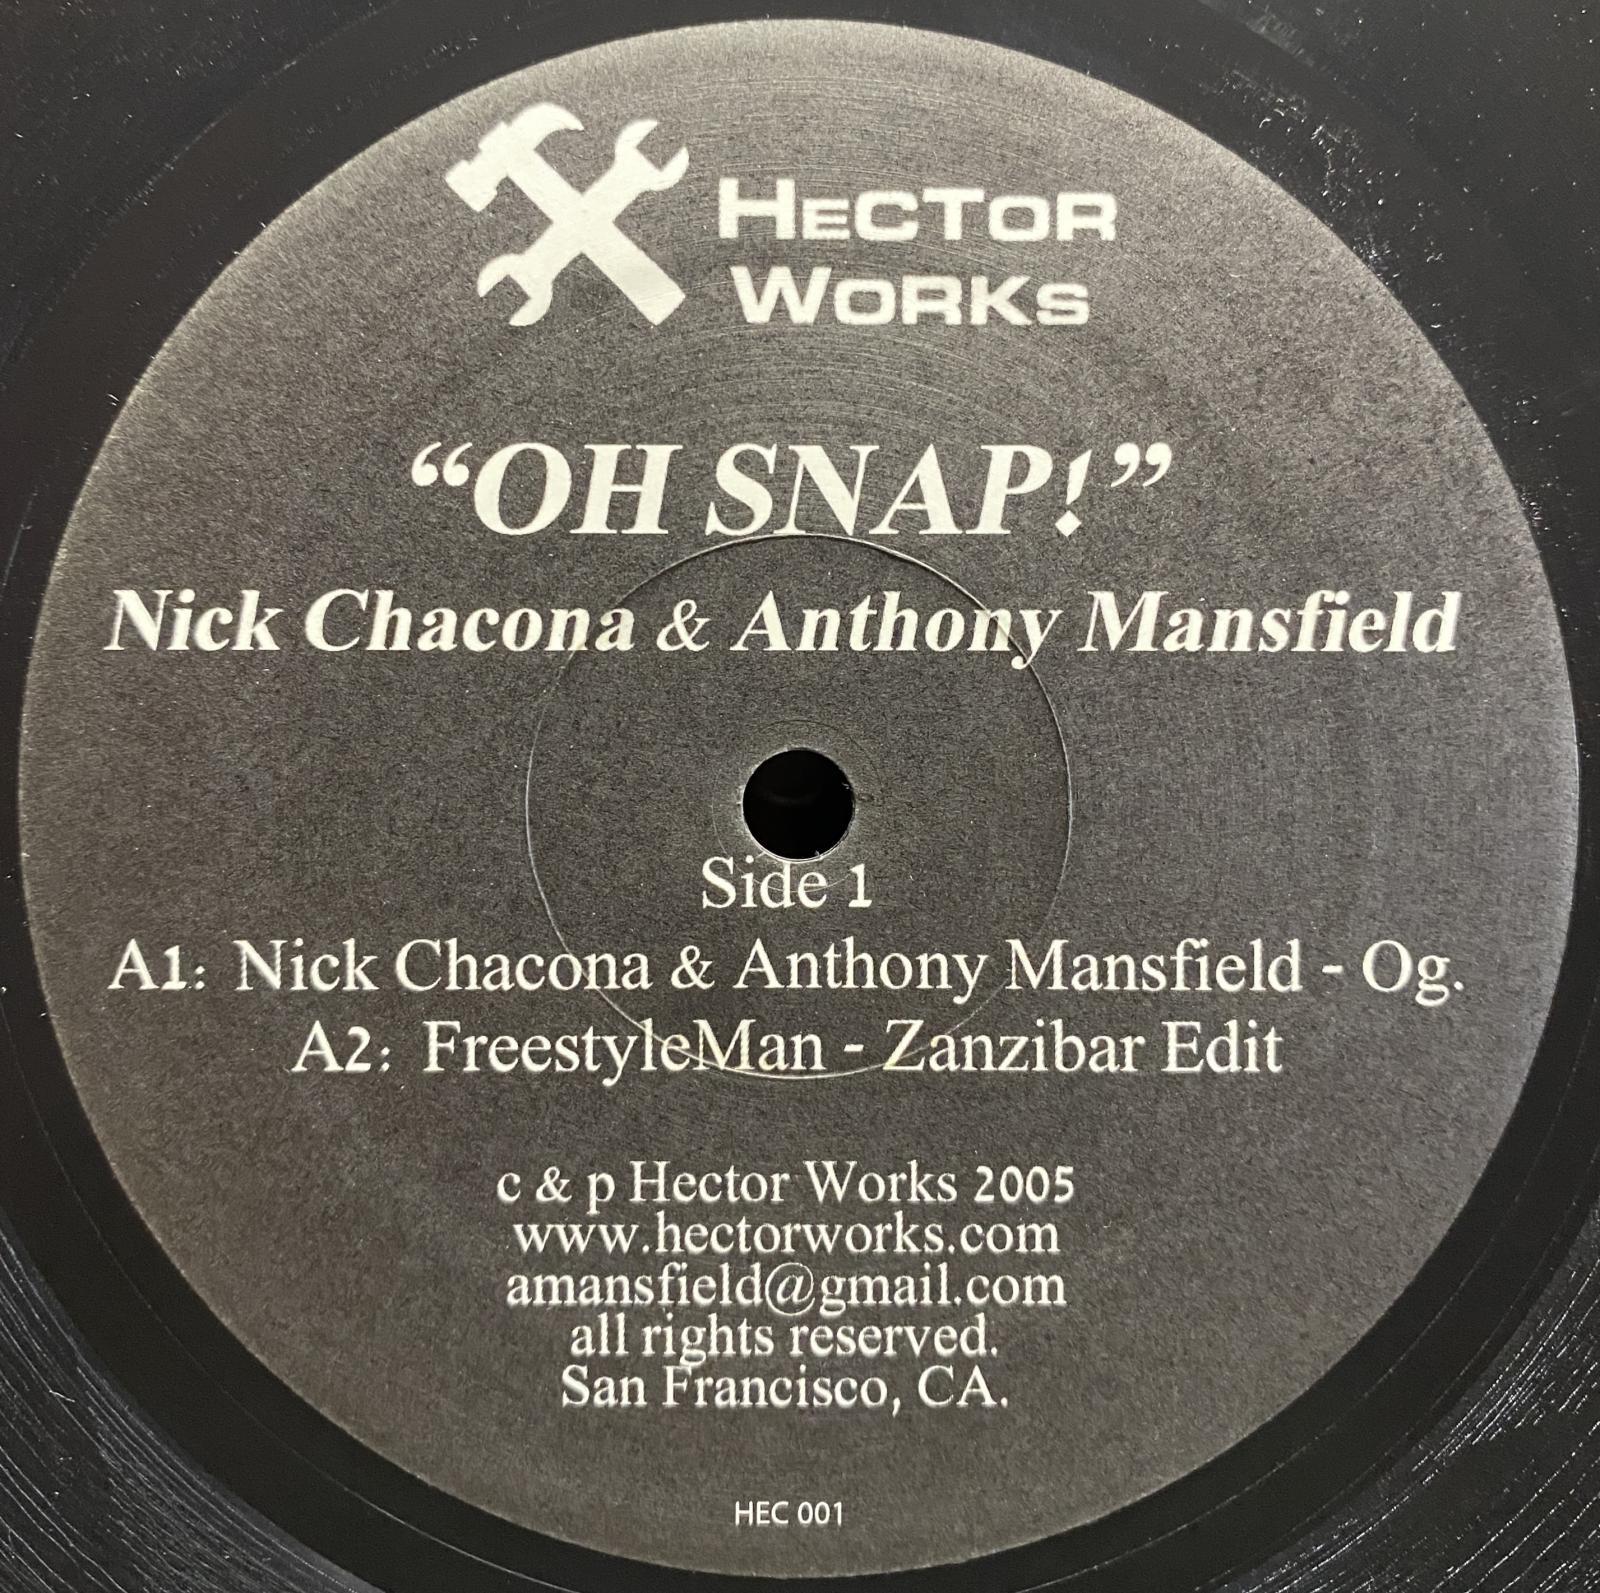 HECTOR
WORKS
“OH SNAP!”
Nick Chacona & Anthony Mansfield
Side 1
A1: Nick Chacona & Anthony Mansfield - Og.
A2: FreestyleMan - Zanzibar Edit
c & p Hector Works 2005
www.hectorworks.com
amansfield@gmail.com
all rights reserved.
San Francisco, CA.
HEC 001